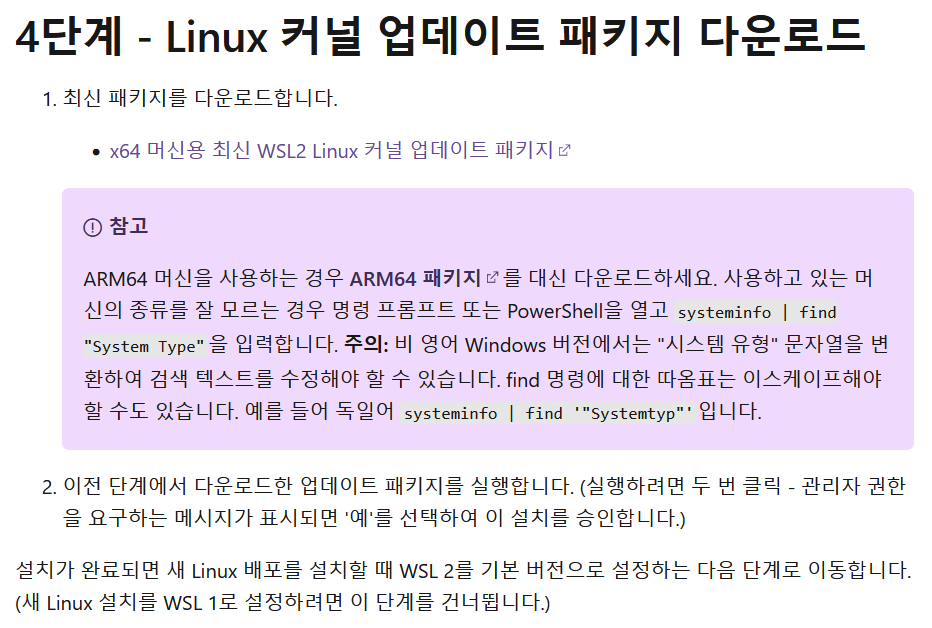 4단계 - Linux 커널 업데이트 패키지 다운로드
1. 최신 패키지를 다운로드합니다.
• x64 머신용 최신 WSL2 Linux 커널 업데이트 패키지
참고
ARM64 머신을 사용하는 경우 ARM64 패키지를 대신 다운로드하세요. 사용하고 있는 머
신의 종류를 잘 모르는 경우 명령 프롬프트 또는 PowerShell을 열고 systeminfo | find
"System Type"을 입력합니다. 주의: 비 영어 Windows 버전에서는 "시스템 유형" 문자열을 변
환하여 검색 텍스트를 수정해야 할 수 있습니다. find 명령에 대한 따옴표는 이스케이프해야
할 수도 있습니다. 예를 들어 독일어 systeminfo | find '"Systemtyp"'입니다.
2. 이전 단계에서 다운로드한 업데이트 패키지를 실행합니다. (실행하려면 두 번 클릭 - 관리자 권한
을 요구하는 메시지가 표시되면 '예'를 선택하여 이 설치를 승인합니다.)
설치가 완료되면 새 Linux 배포를 설치할 때 WSL 2를 기본 버전으로 설정하는 다음 단계로 이동합니다.
(새 Linux 설치를 WSL 1로 설정하려면 이 단계를 건너뜁니다.)